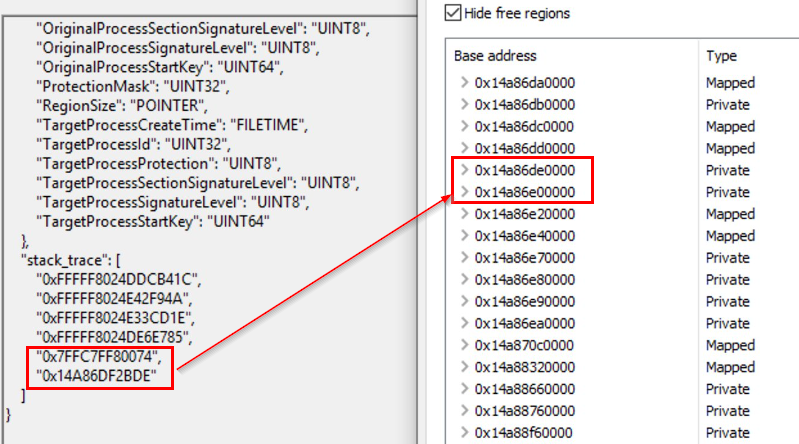 "OriginalProcessSectionSignatureLevel": "UINT8",
"OriginalProcessSignatureLevel": "UINT8",
"OriginalProcessStartKey": "UINT64",
"ProtectionMask": "UINT32",
"RegionSize": "POINTER",
"TargetProcessCreateTime": "FILETIME",
"TargetProcessId": "UINT32",
"TargetProcessProtection": "UINT8",
"TargetProcessSectionSignatureLevel": "UINT8",
"TargetProcessSignatureLevel": "UINT8",
"TargetProcessStartKey": "UINT64"
},
"stack_trace": [
"0xFFFFF8024DDCB41C",
"0xFFFFF8024E42F94A",
"0xFFFFF8024E33CD1E",
"0xFFFFF8024DE6E785",
"0x7FFC7FF80074",
"0x14A86DF2BDE"
]
}
Hide free regions
Base address Type
0x14a86da0000 Mapped
0x14a86db0000 Private
0x14a86dc0000 Mapped
0x14a86dd0000 Mapped
0x14a86de0000 Private
0x14a86e00000 Private
0x14a86e20000 Mapped
0x14a86e40000 Mapped
0x14a86e70000 Private
0x14a86e80000 Private
0x14a86e90000 Private
0x14a86ea0000 Private
0x14a870c0000 Mapped
0x14a88320000 Mapped
0x14a88660000 Private
0x14a88760000 Private
0x14a88f60000 Private